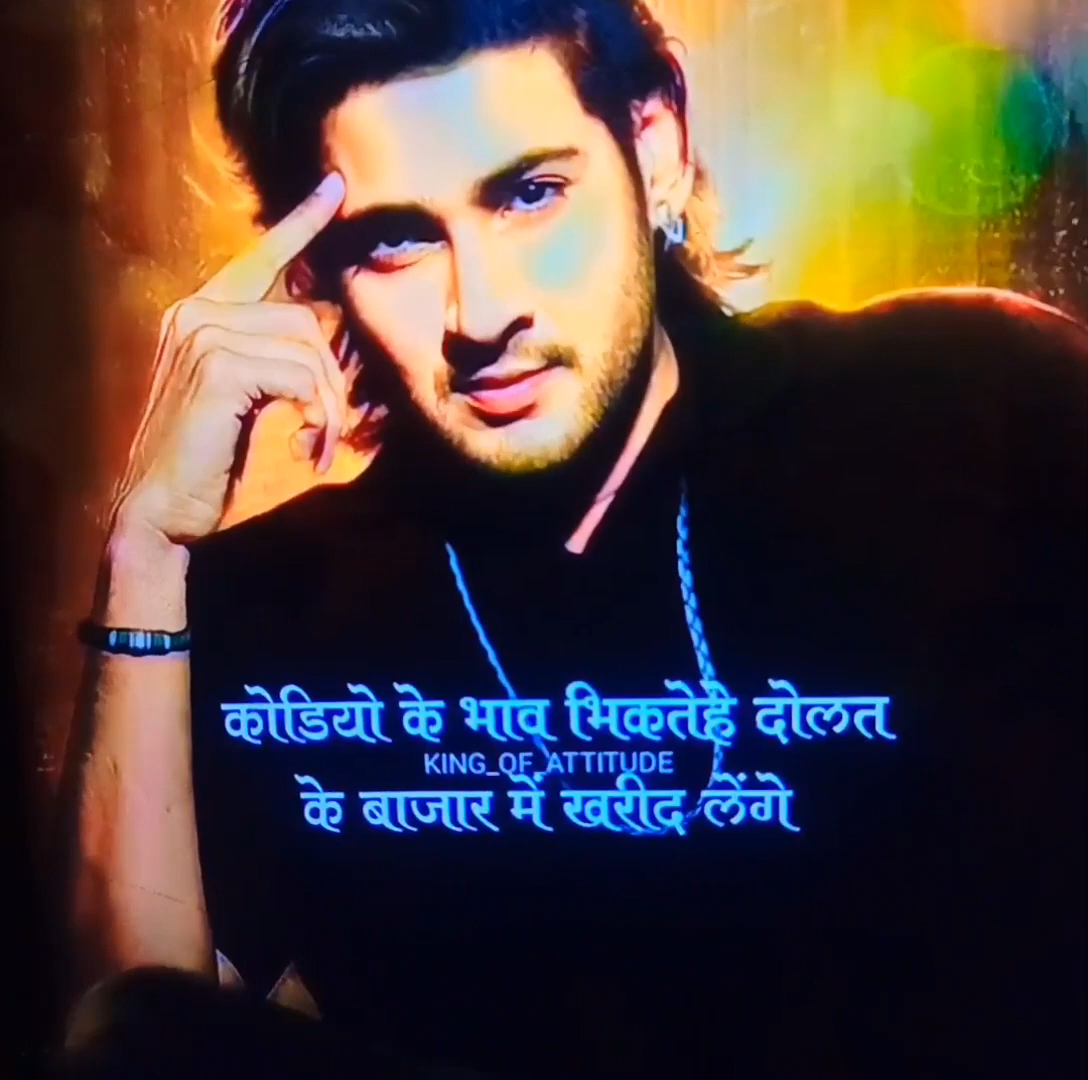 कोडियो के भाव भिकतेहे दोलत
KING_OF_ATTITUDE
के बाजार में खरीद लेंगे